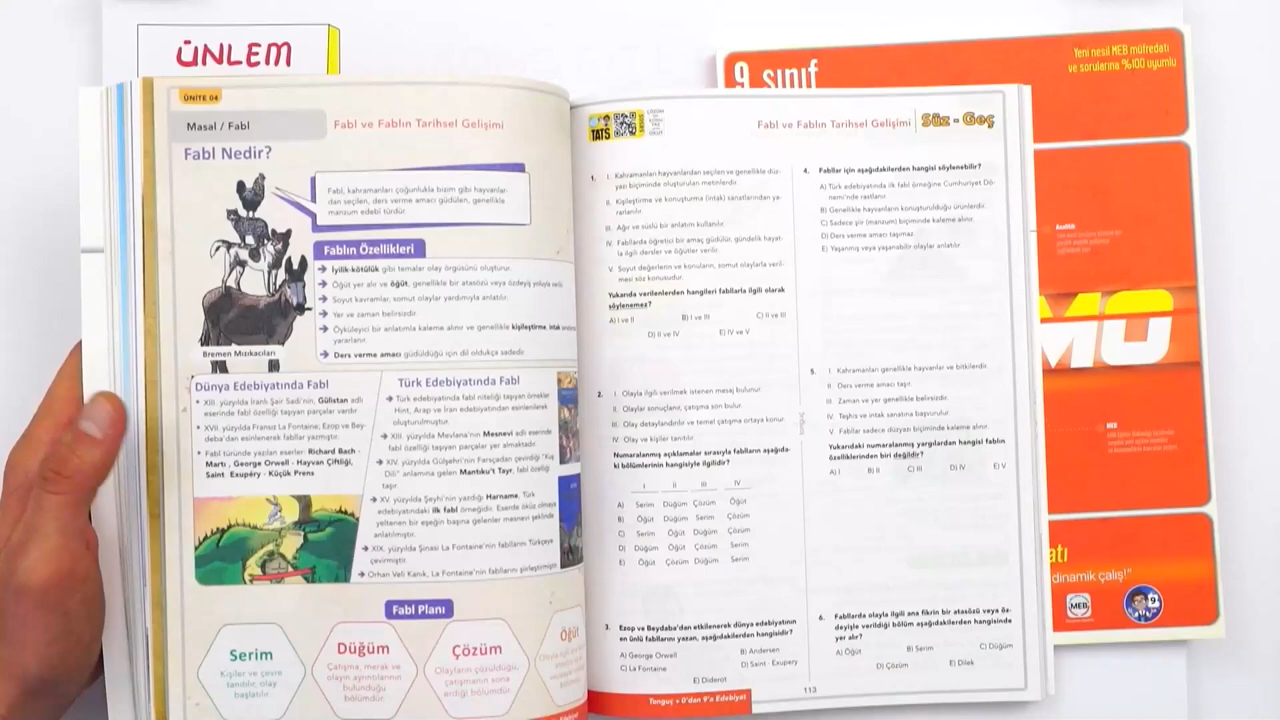 ÜNLEM
9. sınıf
Yeni nesil MEB müfredatı
ve sorularına %100 uyumlu
ÜNİTE 04
Masal / Fabl
Fabl ve Fablın Tarihsel Gelişimi
Fabl Nedir?
Fabl, kahramanları çoğunlukla bizim gibi hayvanlar-
dan seçilen, ders verme amacı güdülen, genellikle
manzum edebi türdür.
Fablın Özellikleri
İyilik-kötülük gibi temalar olay örgüsünü oluşturur.
Öğüt yer alır ve öğüt, genellikle bir atasözü veya özdeyiş yoluyla verilir.
Soyut kavramlar, somut olaylar yardımıyla anlatılır.
Yer ve zaman belirsizdir.
Öyküleyici bir anlatımla kaleme alınır ve genellikle kişileştirme, intak
yararlanılır.
Ders verme amacı güdüldüğü için dil oldukça sadedir.
Bremen Mızıkacıları
Dünya Edebiyatında Fabl
XIII. yüzyılda İranlı Şair Sadi'nin, Gülistan adlı
eserinde fabl özelliği taşıyan parçalar vardır.
XVII. yüzyılda Fransız La Fontaine, Ezop ve Bey-
daba'dan esinlenerek fabllar yazmıştır.
Fabl türünde yazılan eserler: Richard Bach -
Martı , George Orwell - Hayvan Çiftliği,
Saint Exupéry - Küçük Prens
Türk Edebiyatında Fabl
Türk edebiyatında fabl niteliği taşıyan örnekler
Hint, Arap ve İran edebiyatından esinlenilerek
oluşturulmuştur.
XIII. yüzyılda Mevlana'nın Mesnevi adlı eserinde
fabl özelliği taşıyan parçalar yer almaktadır.
XIV. yüzyılda Gülşehri'nin Farsçadan çevirdiği "Kuş
Dili" anlamına gelen Mantıku't Tayr, fabl özelliği
taşır.
XV. yüzyılda Şeyhi'nin yazdığı Harname, Türk
edebiyatındaki ilk fabl örneğidir. Eserde öküz olmaya
yeltenen bir eşeğin başına gelenler mesnevi şeklinde
anlatılmıştır.
XIX. yüzyılda Şinasi La Fontaine'nin fabllarını Türkçeye
çevirmiştir.
Orhan Veli Kanık, La Fontaine'nin fabllarını şiirleştirmiştir.
Fabl Planı
Serim
Kişiler ve çevre
tanıtılır, olay
başlatılır.
Düğüm
Çatışma, merak ve
olayın ayrıntılarının
bulunduğu
bölümdür.
Çözüm
Olayların çözüldüğü,
çatışmanın sona
erdiği bölümdür.
Öğüt
TATS
Fabl ve Fablın Tarihsel Gelişimi
Süz - Geç
1. I. Kahramanları hayvanlardan seçilen ve genellikle düz-
yazı biçiminde oluşturulan metinlerdir.
II. Kişileştirme ve konuşturma (intak) sanatlarından ya-
rarlanılır.
III. Ağır ve süslü bir anlatım kullanılır.
IV. Fabllarda öğretici bir amaç güdülür, gündelik hayat-
la ilgili dersler ve öğütler verilir.
V. Soyut değerlerin ve konuların, somut olaylarla veril-
mesi söz konusudur.
Yukarıda verilenlerden hangileri fabllarla ilgili olarak
söylenemez?
A) I ve II B) I ve III C) II ve III
D) II ve IV E) IV ve V
2. I. Olayla ilgili verilmek istenen mesaj bulunur.
II. Olaylar sonuçlanır, çatışma son bulur.
III. Olay detaylandırılır ve temel çatışma ortaya konur.
IV. Olay ve kişiler tanıtılır.
Numaralanmış açıklamalar sırasıyla fablların aşağıda-
ki bölümlerinin hangisiyle ilgilidir?
I II III IV
A) Serim Düğüm Çözüm Öğüt
B) Öğüt Düğüm Serim Çözüm
C) Serim Öğüt Düğüm Çözüm
D) Düğüm Öğüt Çözüm Serim
E) Öğüt Çözüm Düğüm Serim
3. Ezop ve Beydaba'dan etkilenerek dünya edebiyatının
en ünlü fabllarını yazan, aşağıdakilerden hangisidir?
A) George Orwell B) Andersen
C) La Fontaine D) Saint - Exupery
E) Diderot
4. Fabllar için aşağıdakilerden hangisi söylenebilir?
A) Türk edebiyatında ilk fabl örneğine Cumhuriyet Dö-
nemi'nde rastlanır.
B) Genellikle hayvanların konuşturulduğu ürünlerdir.
C) Sadece şiir (manzum) biçiminde kaleme alınır.
D) Ders verme amacı taşımaz.
E) Yaşanmış veya yaşanabilir olaylar anlatılır.
5. I. Kahramanları genellikle hayvanlar ve bitkilerdir.
II. Ders verme amacı taşır.
III. Zaman ve yer genellikle belirsizdir.
IV. Teşhis ve intak sanatına başvurulur.
V. Fabllar sadece düzyazı biçiminde kaleme alınır.
Yukarıdaki numaralanmış yargılardan hangisi fablın
özelliklerinden biri değildir?
A) I B) II C) III D) IV E) V
6. Fabllarda olayla ilgili ana fikrin bir atasözü veya öz-
deyişle verildiği bölüm aşağıdakilerden hangisinde
yer alır?
A) Öğüt B) Serim C) Düğüm
D) Çözüm E) Dilek
Tonguç » 0'dan 9'a Edebiyat
113
MO
dinamik çalış!"
MEB